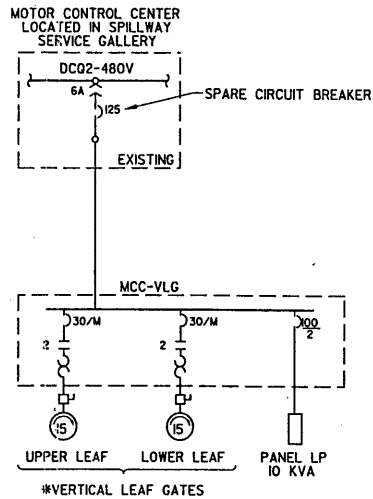 MOTOR CONTROL CENTER
LOCATED IN SPILLWAY
SERVICE GALLERY
DCQ2-480V
6A
125
SPARE CIRCUIT BREAKER
EXISTING
MCC-VLG
30/M
30/M
100
2
2
2
15
15
UPPER LEAF
LOWER LEAF
PANEL LP
10 KVA
*VERTICAL LEAF GATES